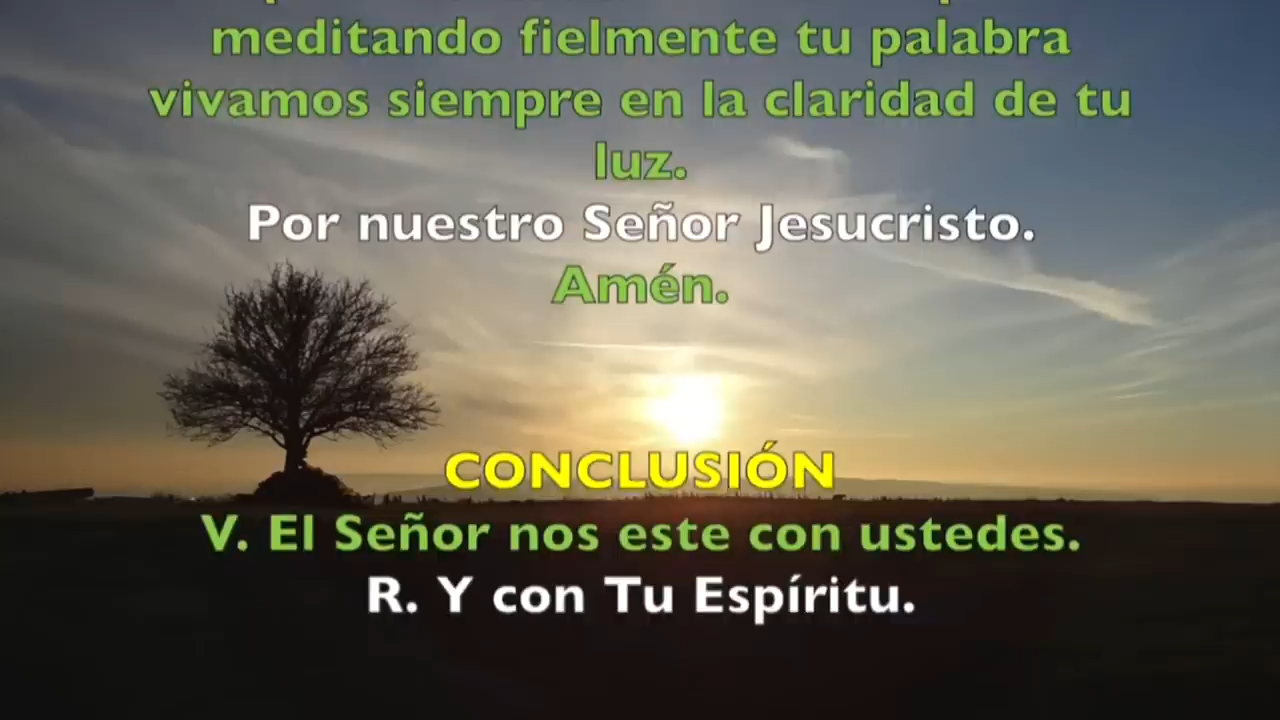 meditando fielmente tu palabra
vivamos siempre en la claridad de tu
luz.
Por nuestro Señor Jesucristo.
Amén.
CONCLUSIÓN
V. El Señor nos este con ustedes.
R. Y con Tu Espíritu.